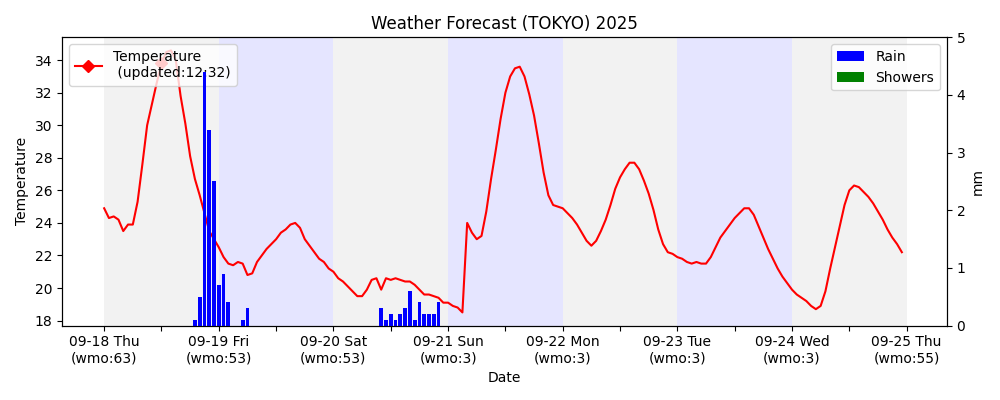 Weather Forecast (TOKYO) 2025
Temperature
(updated:12:32)
Rain
Showers
34
32
30
28
26
24
22
20
18
Temperature
5
4
3
2
1
0
mm
09-18 Thu
(wmo:63)
09-19 Fri
(wmo:53)
09-20 Sat
(wmo:53)
09-21 Sun
(wmo:3)
09-22 Mon
(wmo:3)
09-23 Tue
(wmo:3)
09-24 Wed
(wmo:3)
09-25 Thu
(wmo:55)
Date